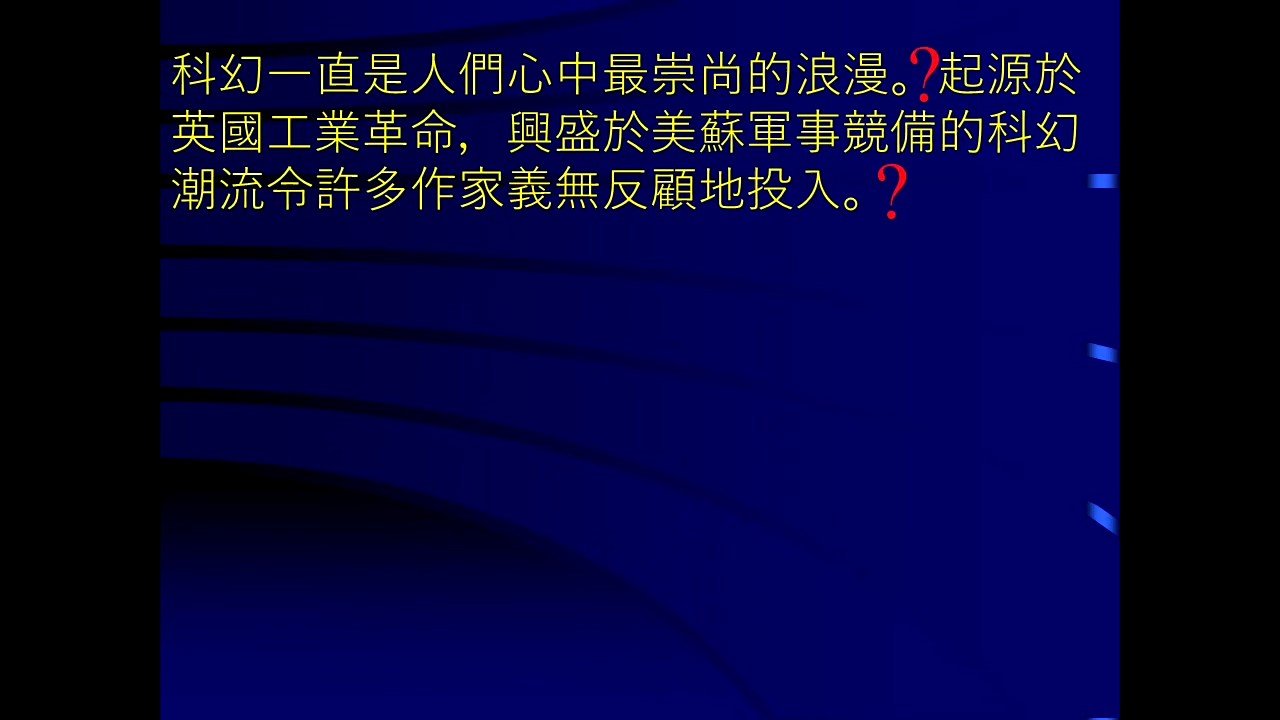 科幻一直是人們心中最崇尚的浪漫。?起源於
英國工業革命，興盛於美蘇軍事競備的科幻
潮流令許多作家義無反顧地投入。?